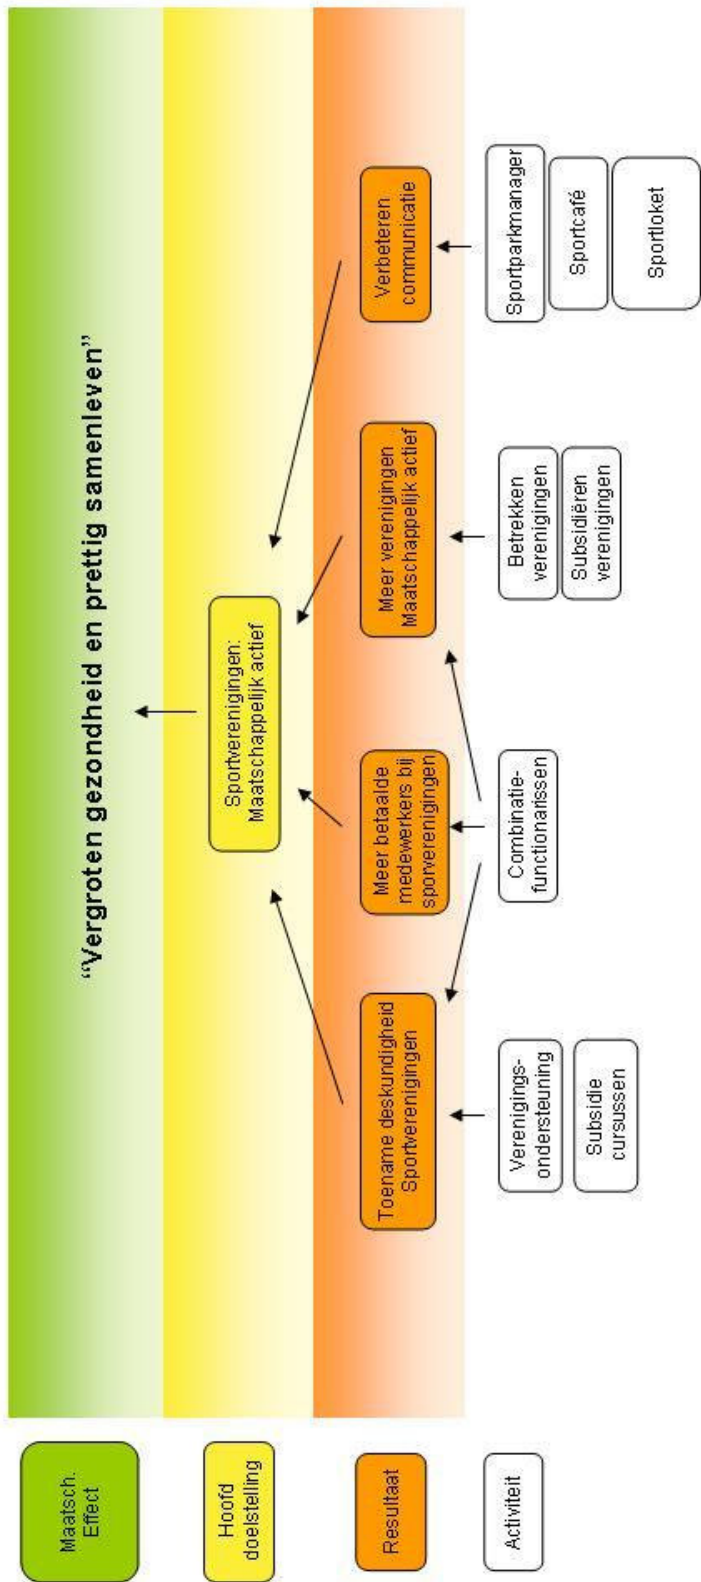 Maatsch.
Effect
"Vergroten gezondheid en prettig samenleven"
Hoofd
doelstelling
Sportverenigingen:
Maatschappelijk actief
Resultaat
Toename deskundigheid
Sportverenigingen
Meer betaalde
medewerkers bij
sporverenigingen
Meer verenigingen
Maatschappelijk actief
Verbeteren
communicatie
Activiteit
Verenigings-
ondersteuning
Subsidie
cursussen
Combinatie-
functionarissen
Betrekken
verenigingen
Subsidiëren
verenigingen
Sportparkmanager
Sportcafé
Sportloket